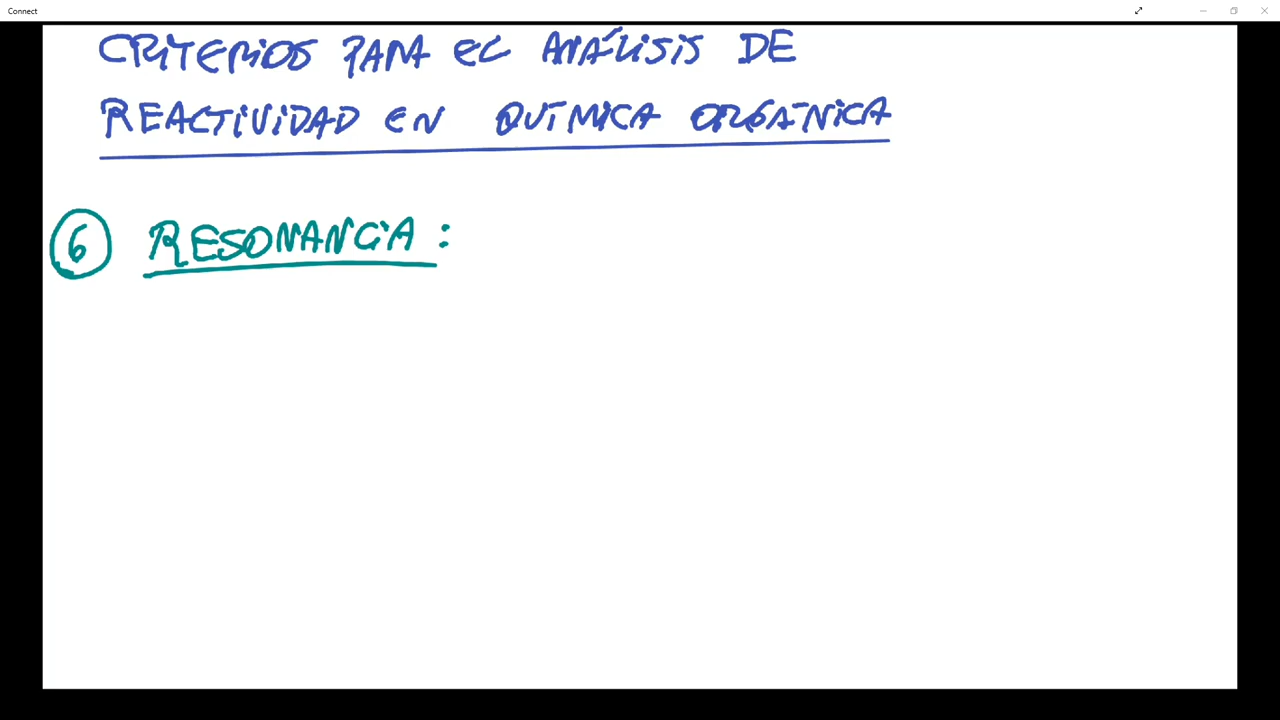 Connect
CRITERIOS PARA EL ANÁLISIS DE
REACTIVIDAD EN QUÍMICA ORGÁNICA
6 RESONANCIA :